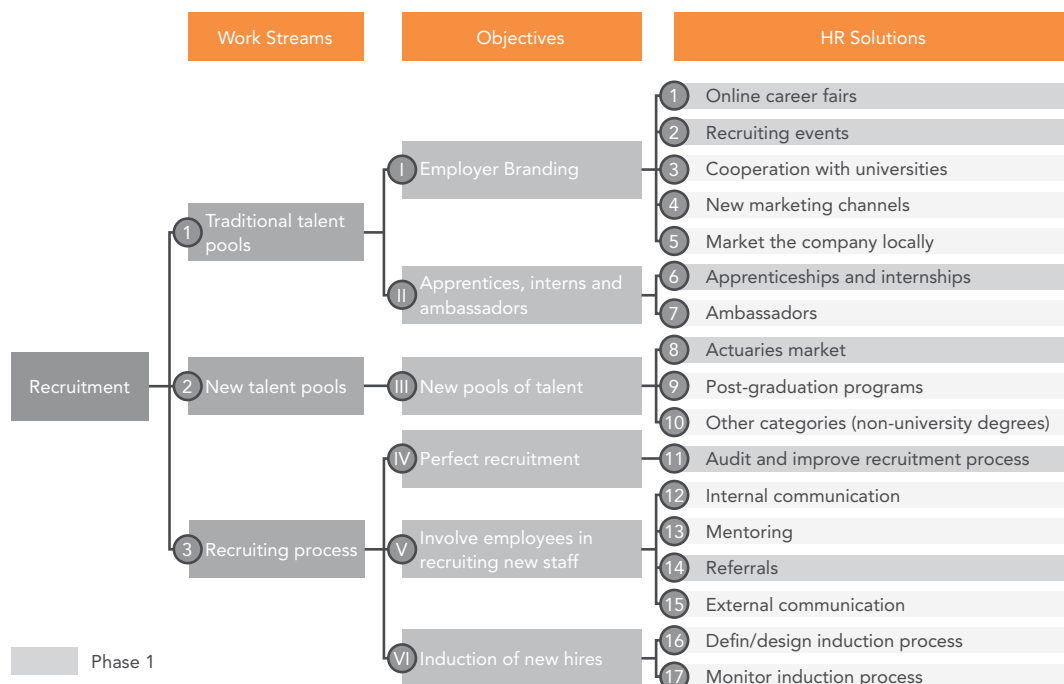 Work Streams
Objectives
HR Solutions
Recruitment
1
Traditional talent
pools
2
New talent pools
3
Recruiting process
I
Employer Branding
II
Apprentices, interns and
ambassadors
III
New pools of talent
IV
Perfect recruitment
V
Involve employees in
recruiting new staff
VI
Induction of new hires
1 Online career fairs
2 Recruiting events
3 Cooperation with universities
4 New marketing channels
5 Market the company locally
6 Apprenticeships and internships
7 Ambassadors
8 Actuaries market
9 Post-graduation programs
10 Other categories (non-university degrees)
11 Audit and improve recruitment process
12 Internal communication
13 Mentoring
14 Referrals
15 External communication
16 Defin/design induction process
17 Monitor induction process
Phase 1